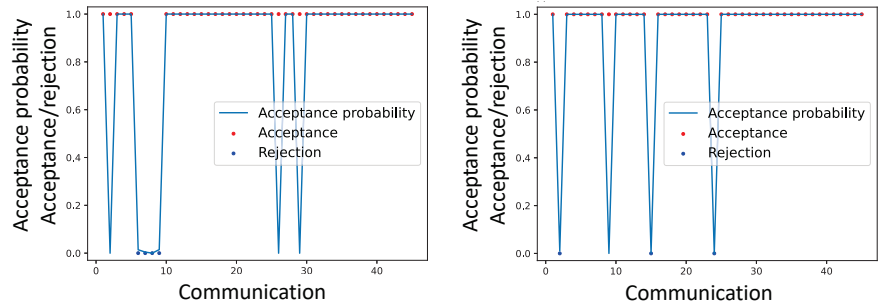 Acceptance probability
Acceptance/rejection
1.0
0.8
0.6
0.4
0.2
0.0
Acceptance probability
Acceptance
Rejection
0
10
20
30
40
Communication
Acceptance probability
Acceptance/rejection
1.0
0.8
0.6
0.4
0.2
0.0
Acceptance probability
Acceptance
Rejection
0
10
20
30
40
Communication